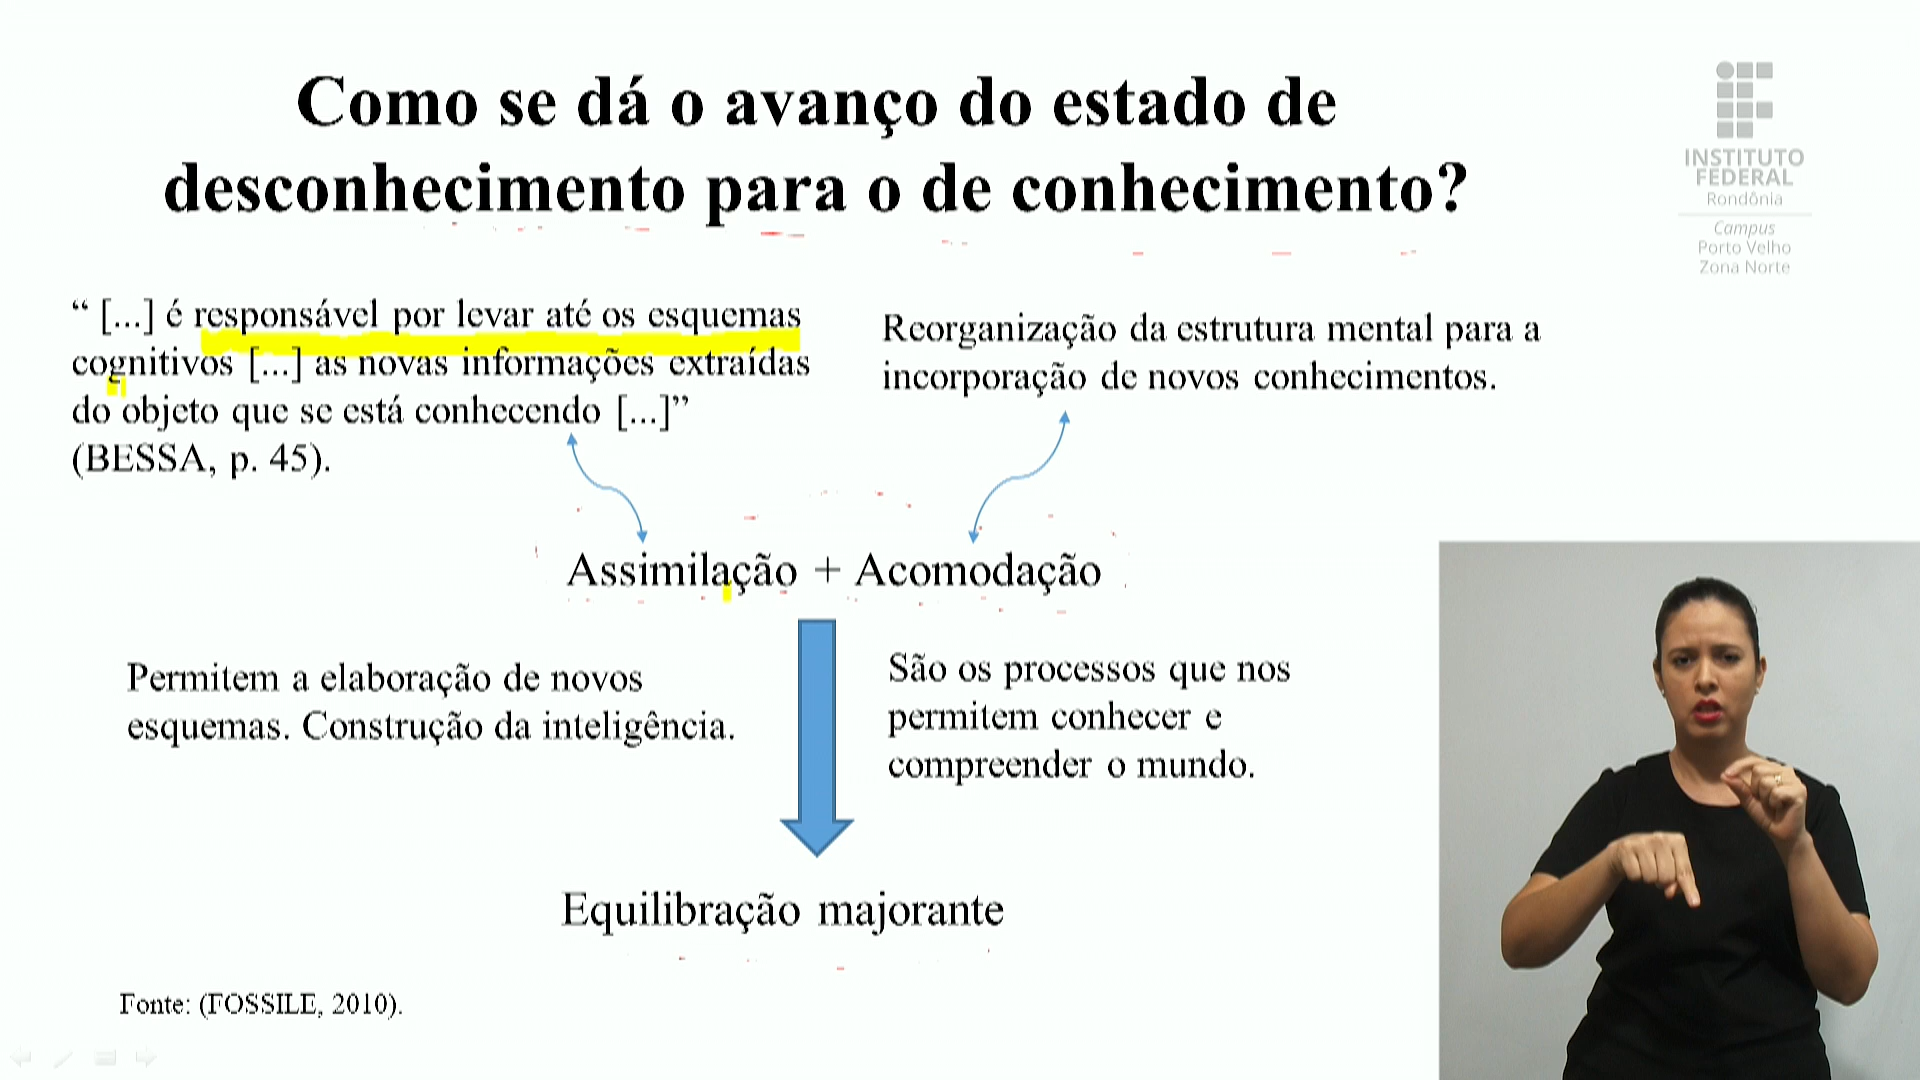 Como se dá o avanço do estado de
desconhecimento para o de conhecimento?
INSTITUTO
FEDERAL
Rondônia
Campus
Porto Velho
Zona Norte
“ [...] é responsável por levar até os esquemas
cognitivos [...] as novas informações extraídas
do objeto que se está conhecendo [...]”
(BESSA, p. 45).
Reorganização da estrutura mental para a
incorporação de novos conhecimentos.
Assimilação + Acomodação
Permitem a elaboração de novos
esquemas. Construção da inteligência.
São os processos que nos
permitem conhecer e
compreender o mundo.
Equilibração majorante
Fonte: (FOSSILE, 2010).